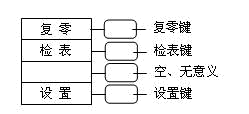 复 零 复零键
检 表 检表键
空、无意义
设 置 设置键